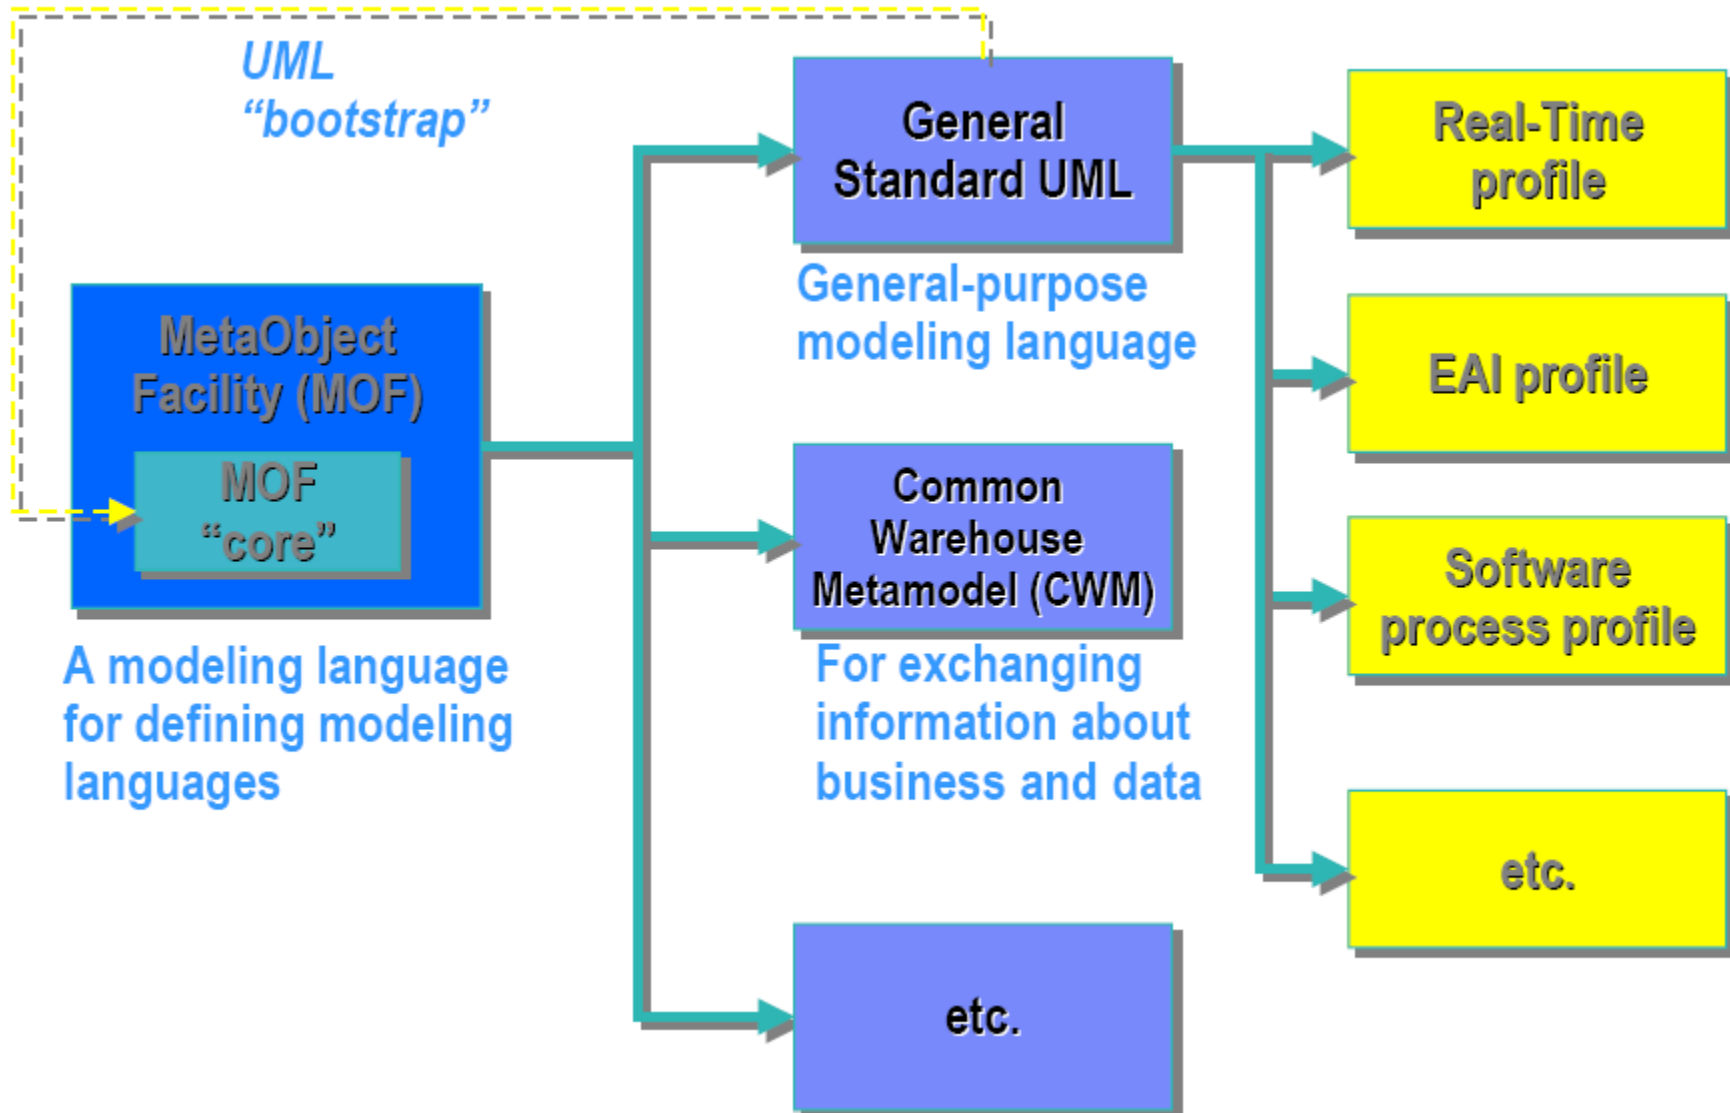 UML
“bootstrap”
General
Standard UML
General-purpose
modeling language
Real-Time
profile
MetaObject
Facility (MOF)
MOF
“core”
A modeling language
for defining modeling
languages
EAI profile
Common
Warehouse
Metamodel (CWM)
For exchanging
information about
business and data
Software
process profile
etc.
etc.